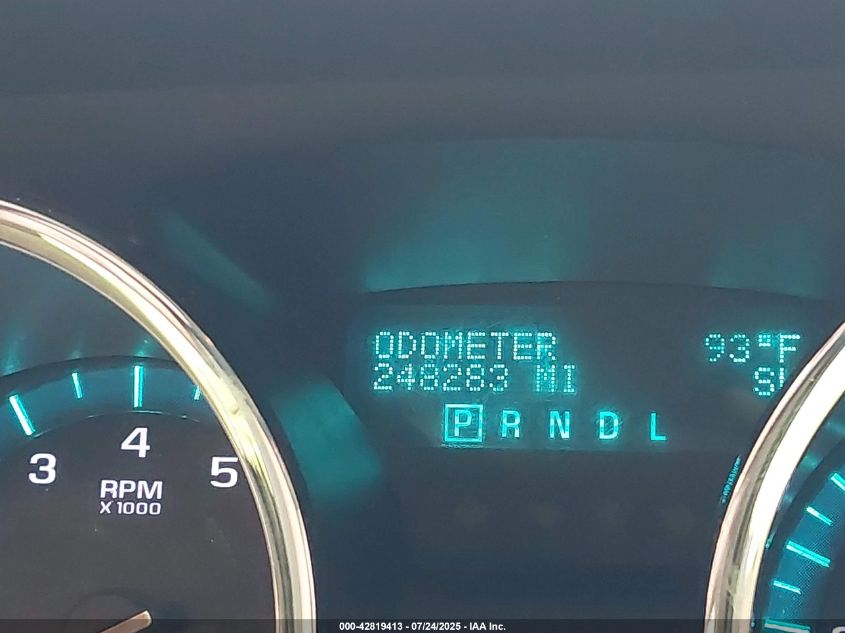 ODOMETER 93°F
248283 MI
P R N D L
3 4 5
RPM
X1000
000-42819413 - 07/24/2025 - IAA Inc.